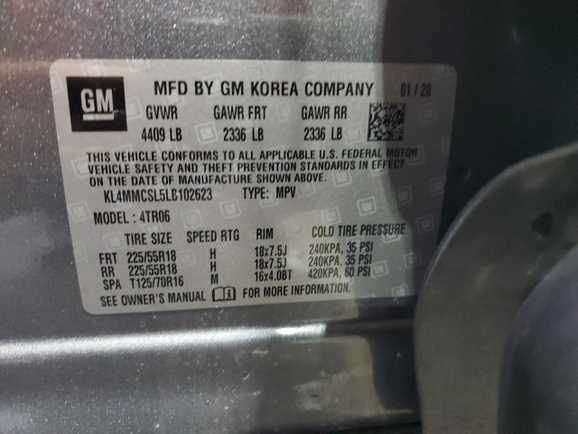 GM
MFD BY GM KOREA COMPANY 01 / 20
GVWR GAWR FRT GAWR RR
4409 LB 2336 LB 2336 LB
THIS VEHICLE CONFORMS TO ALL APPLICABLE U.S. FEDERAL MOTOR
VEHICLE SAFETY AND THEFT PREVENTION STANDARDS IN EFFECT
ON THE DATE OF MANUFACTURE SHOWN ABOVE.
KL4MMCSL5LB102623 TYPE: MPV
MODEL : 4TR06
TIRE SIZE SPEED RTG RIM COLD TIRE PRESSURE
FRT 225/55R18 H 18x7.5J 240KPA, 35 PSI
RR 225/55R18 H 18x7.5J 240KPA, 35 PSI
SPA T125/70R16 M 16x4.0BT 420KPA, 60 PSI
SEE OWNER'S MANUAL FOR MORE INFORMATION.